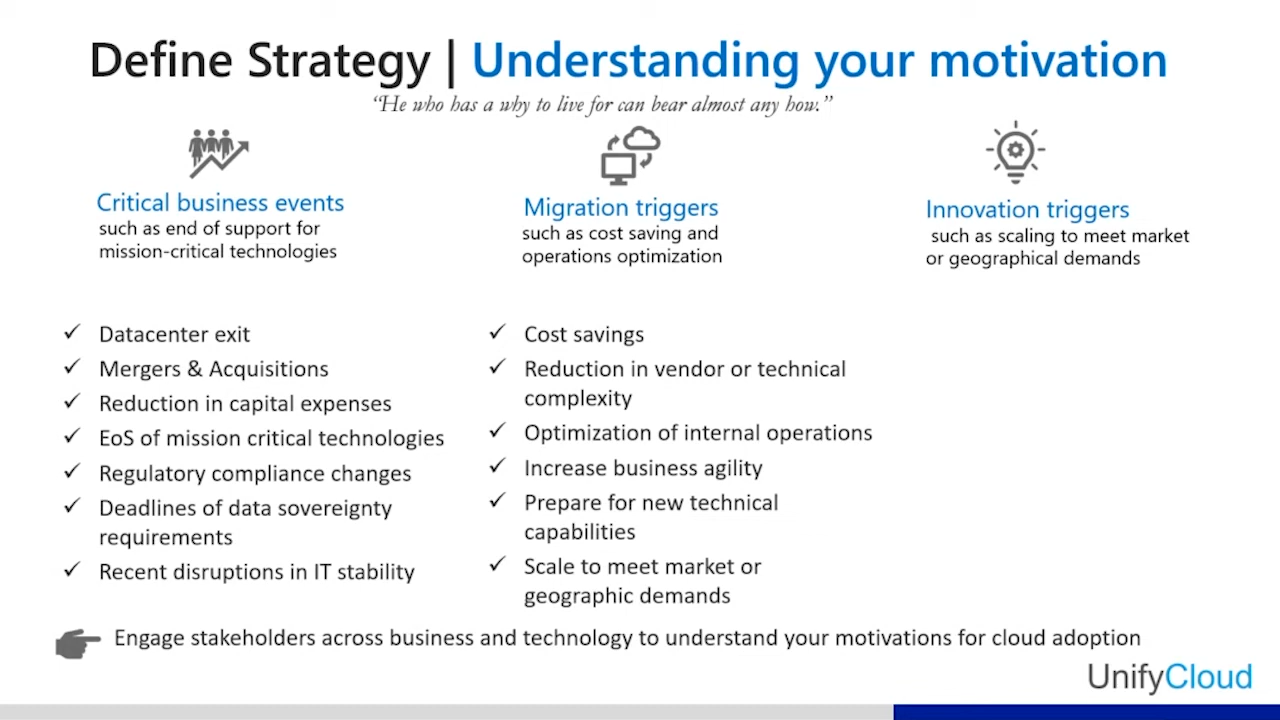 Define Strategy | Understanding your motivation
“He who has a why to live for can bear almost any how.”
Critical business events
such as end of support for
mission-critical technologies
Migration triggers
such as cost saving and
operations optimization
Innovation triggers
such as scaling to meet market
or geographical demands
✓ Datacenter exit
✓ Mergers & Acquisitions
✓ Reduction in capital expenses
✓ EoS of mission critical technologies
✓ Regulatory compliance changes
✓ Deadlines of data sovereignty
requirements
✓ Recent disruptions in IT stability
✓ Cost savings
✓ Reduction in vendor or technical
complexity
✓ Optimization of internal operations
✓ Increase business agility
✓ Prepare for new technical
capabilities
✓ Scale to meet market or
geographic demands
Engage stakeholders across business and technology to understand your motivations for cloud adoption
UnifyCloud